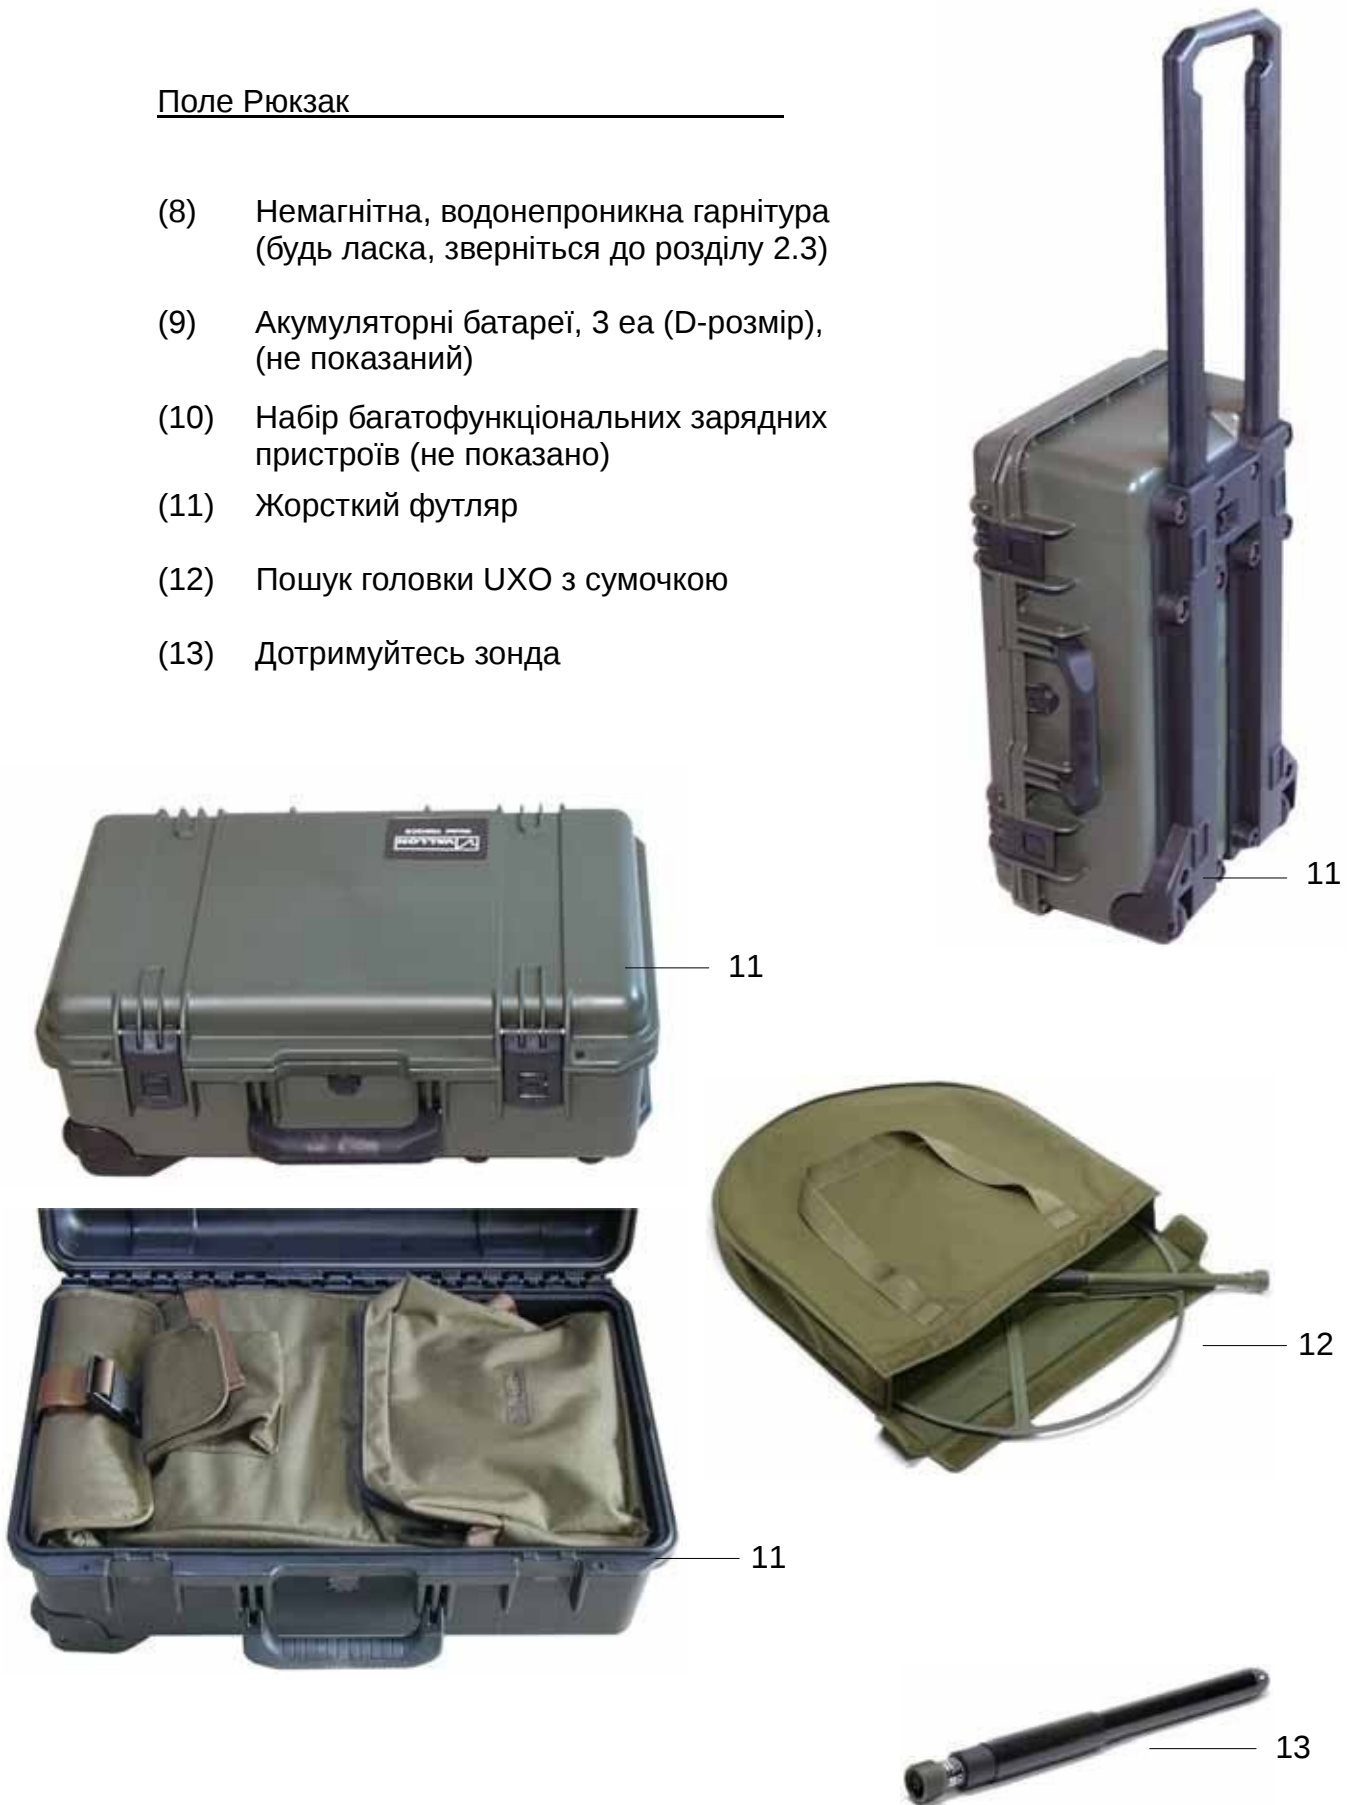 Поле Рюкзак
(8) Немагнітна, водонепроникна гарнітура
(будь ласка, зверніться до розділу 2.3)
(9) Акумуляторні батареї, 3 еа (D-розмір),
(не показаний)
(10) Набір багатофункціональних зарядних
пристроїв (не показано)
(11) Жорсткий футляр
(12) Пошук головки UXO з сумочкою
(13) Дотримуйтесь зонда
11
VALLON
11
12
11
13